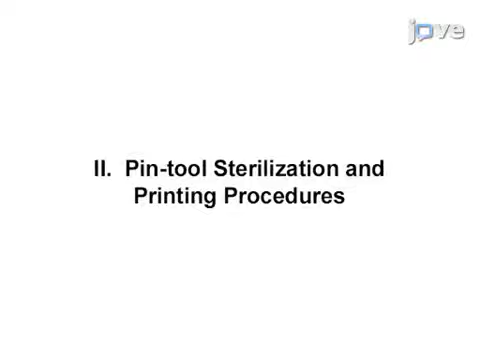 jove
II. Pin-tool Sterilization and
Printing Procedures